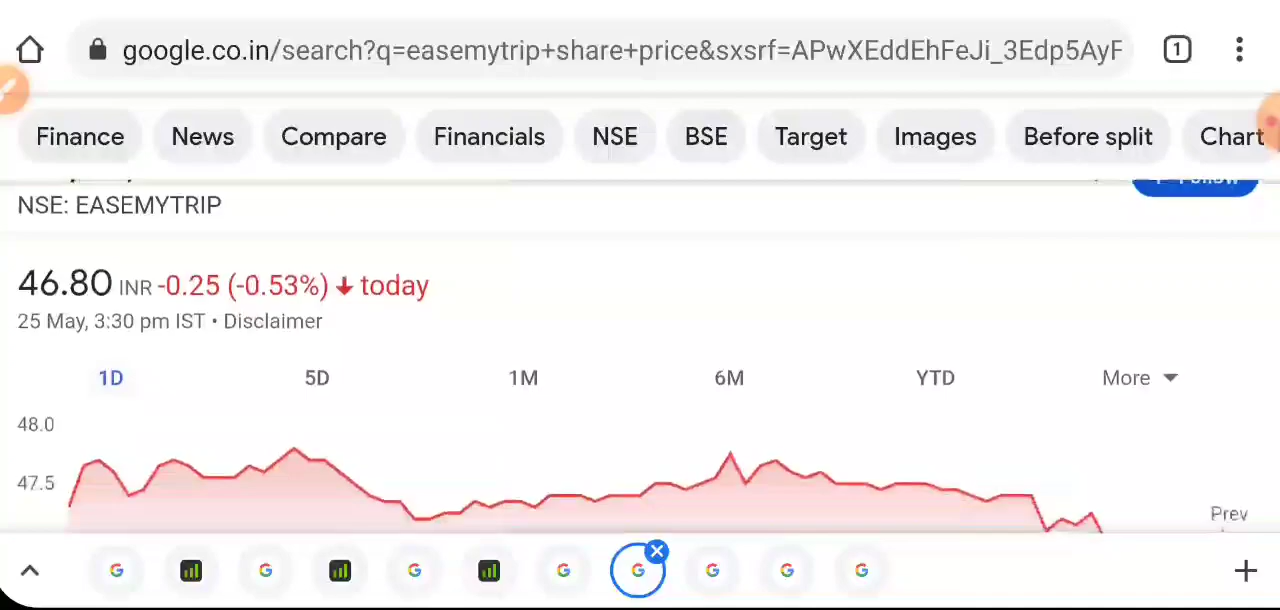 google.co.in/search?q=easemytrip+share+price&sxsrf=APwXEddEhFeJi_3Edp5AyF
1
Finance News Compare Financials NSE BSE Target Images Before split Chart
NSE: EASEMYTRIP
46.80 INR -0.25 (-0.53%) ↓ today
25 May, 3:30 pm IST • Disclaimer
1D 5D 1M 6M YTD More
48.0
47.5
Prev